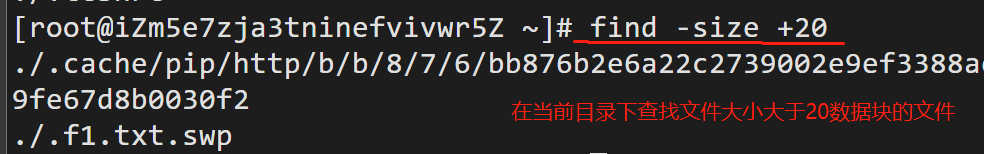 [root@iZm5e7zja3tninefvivwr5Z ~]# find -size +20
./.cache/pip/http/b/b/8/7/6/bb876b2e6a22c2739002e9ef3388a
9fe67d8b0030f2
在当前目录下查找文件大小大于20数据块的文件
./.f1.txt.swp